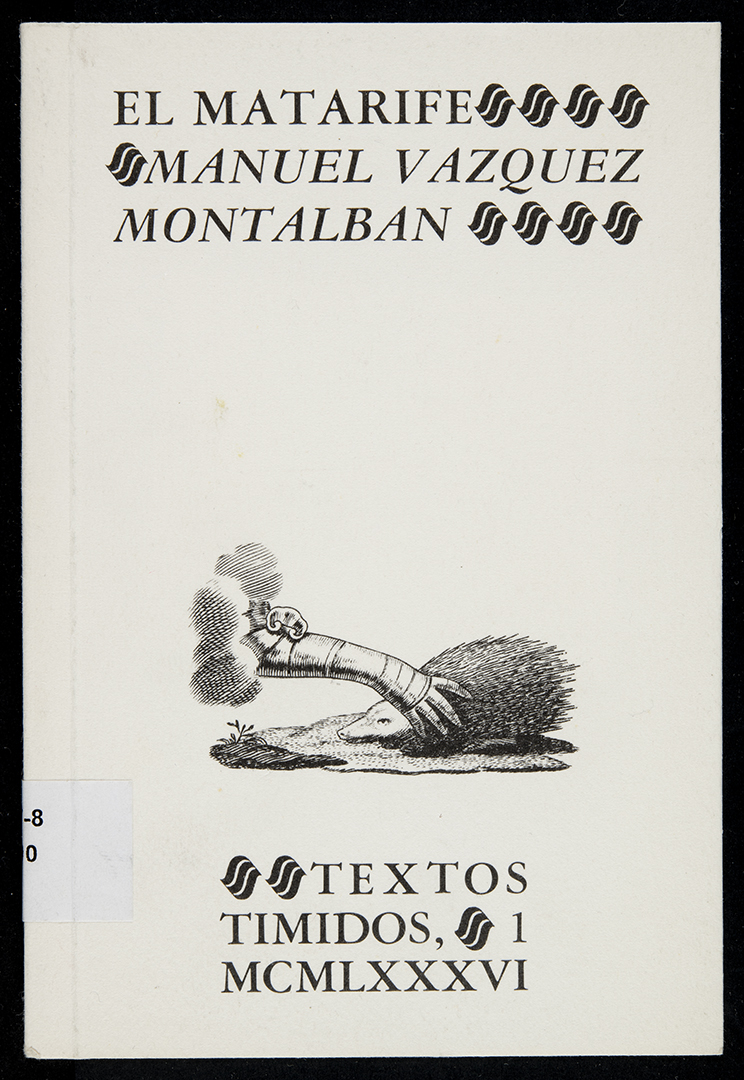 EL MATARIFE
MANUEL VAZQUEZ
MONTALBAN
-8
0
TEXTOS
TIMIDOS, 1
MCMLXXXVI